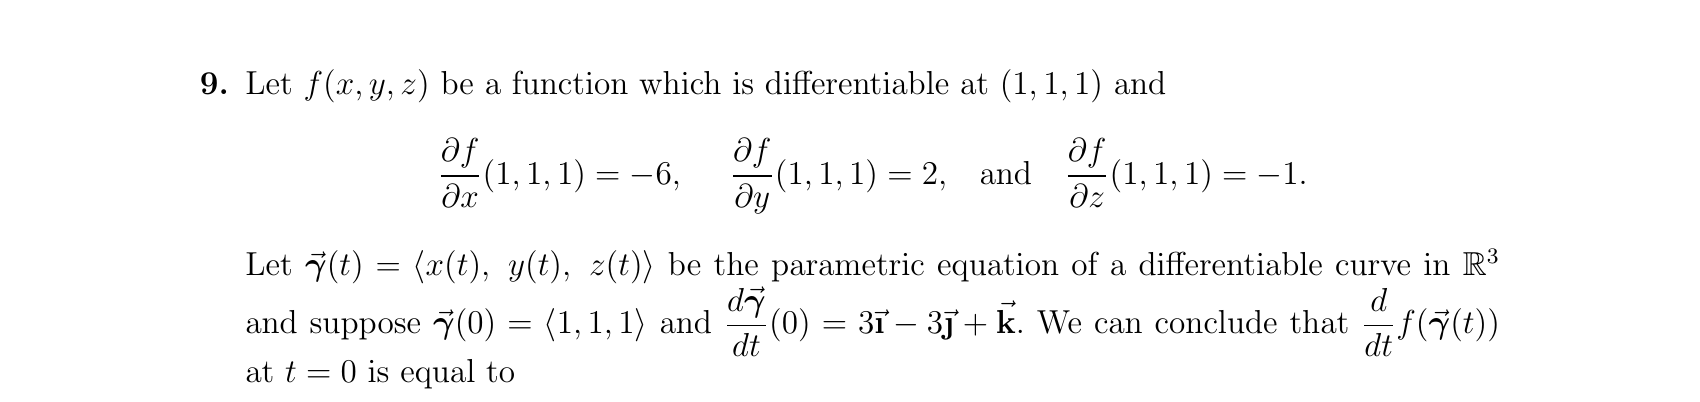 9. Let f(x, y, z) be a function which is differentiable at (1, 1, 1) and
∂f/∂x (1, 1, 1) = −6, ∂f/∂y (1, 1, 1) = 2, and ∂f/∂z (1, 1, 1) = −1.
Let γ⃗(t) = ⟨x(t), y(t), z(t)⟩ be the parametric equation of a differentiable curve in ℝ³
and suppose γ⃗(0) = ⟨1, 1, 1⟩ and dγ⃗/dt (0) = 3ı⃗ − 3ȷ⃗ + k⃗. We can conclude that d/dt f(γ⃗(t))
at t = 0 is equal to